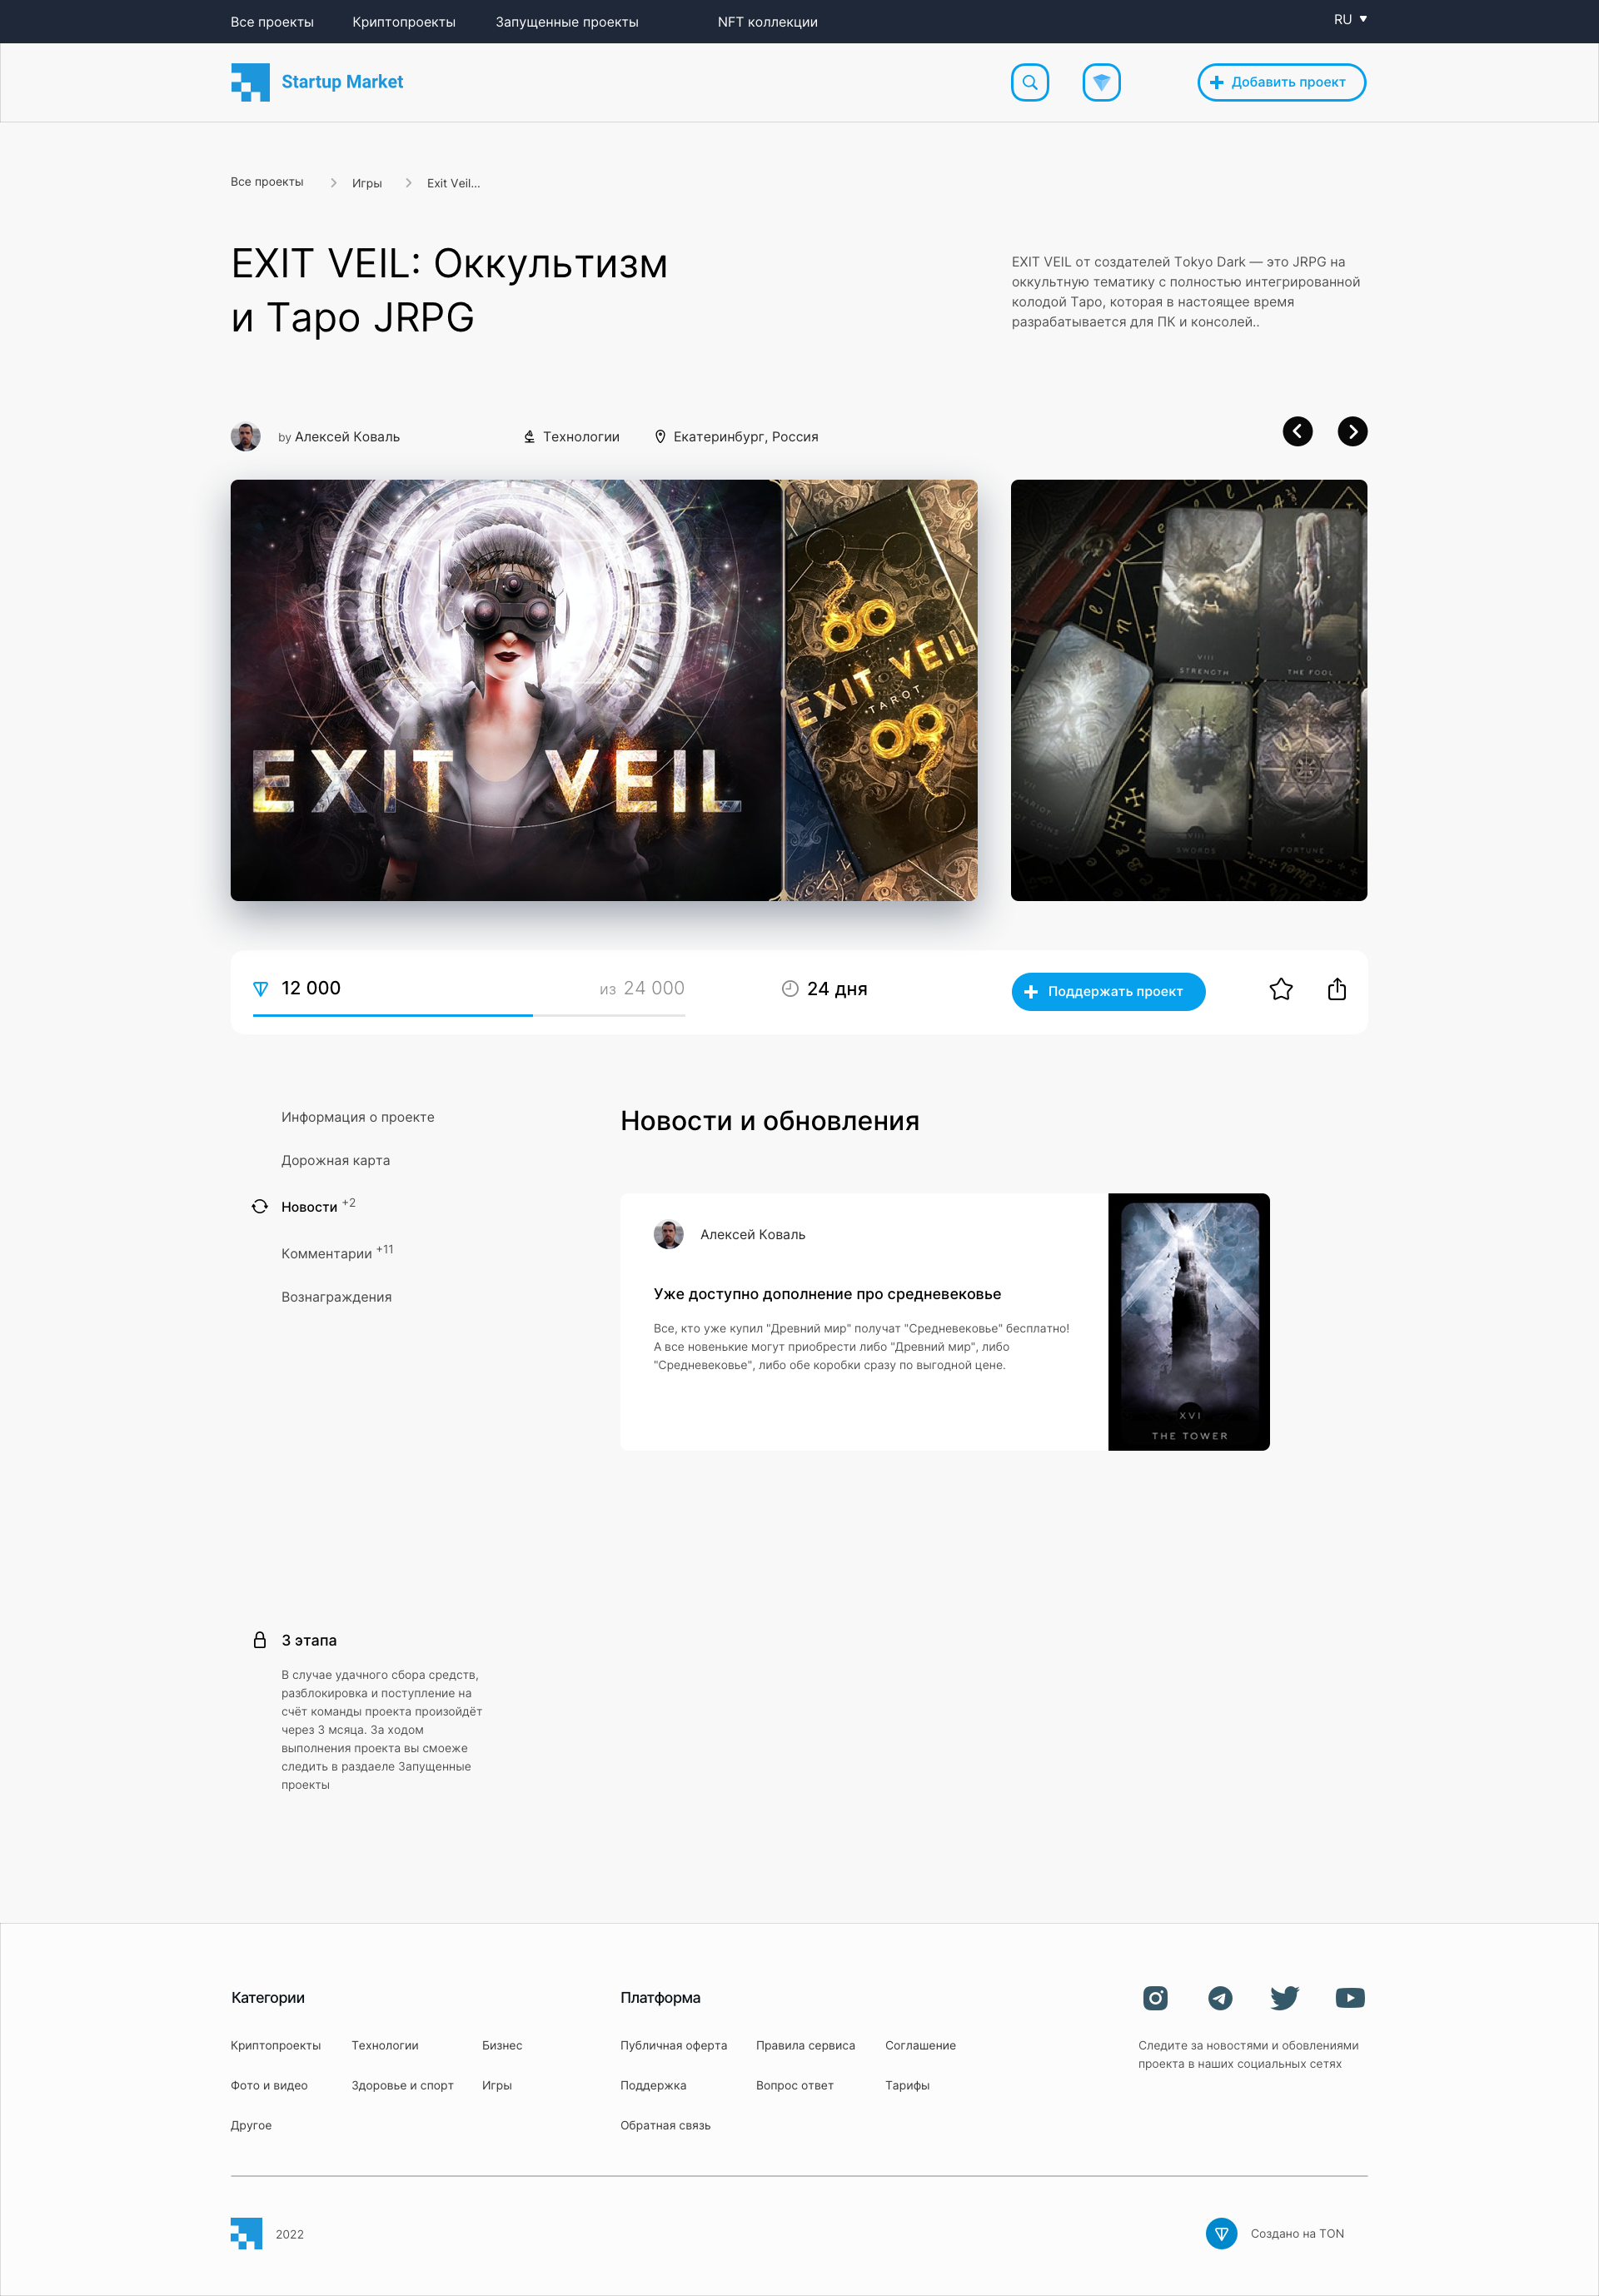 Все проекты
Криптопроекты
Запущенные проекты
NFT коллекции
RU
Startup Market
Добавить проект
Все проекты
Игры
Exit Veil...
EXIT VEIL: Оккультизм
и Таро JRPG
EXIT VEIL от создателей Tokyo Dark — это JRPG на
оккультную тематику с полностью интегрированной
колодой Таро, которая в настоящее время
разрабатывается для ПК и консолей..
by Алексей Коваль
Технологии
Екатеринбург, Россия
EXIT VEIL
EXIT VEIL
TAROT
VIII
STRENGTH
0
THE FOOL
VII
CHARIOT
OF COINS
VIII
SWORDS
X
FORTUNE
12 000
из 24 000
24 дня
Поддержать проект
Информация о проекте
Дорожная карта
Новости +2
Комментарии +11
Вознаграждения
Новости и обновления
Алексей Коваль
Уже доступно дополнение про средневековье
Все, кто уже купил "Древний мир" получат "Средневековье" бесплатно!
А все новенькие могут приобрести либо "Древний мир", либо
"Средневековье", либо обе коробки сразу по выгодной цене.
XVI
THE TOWER
3 этапа
В случае удачного сбора средств,
разблокировка и поступление на
счёт команды проекта произойдёт
через 3 мсяца. За ходом
выполнения проекта вы смоеже
следить в раздаеле Запущенные
проекты
Категории
Криптопроекты
Технологии
Бизнес
Фото и видео
Здоровье и спорт
Игры
Другое
Платформа
Публичная оферта
Правила сервиса
Соглашение
Поддержка
Вопрос ответ
Тарифы
Обратная связь
Следите за новостями и обовлениями
проекта в наших социальных сетях
2022
Создано на TON